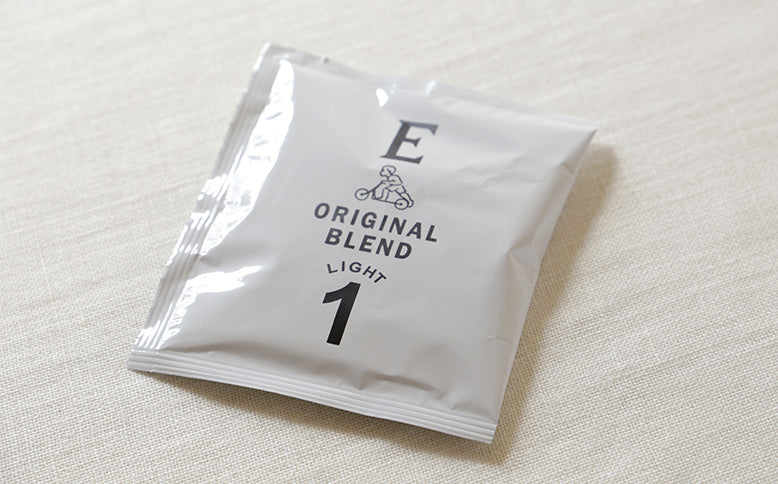 E
ORIGINAL
BLEND
LIGHT
1